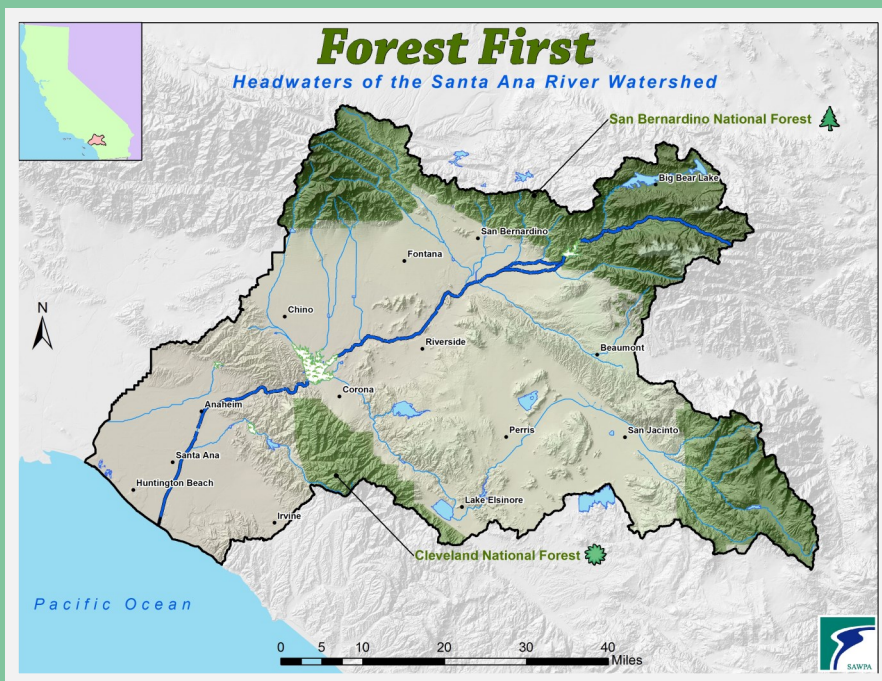 Forest First
Headwaters of the Santa Ana River Watershed
San Bernardino National Forest
Big Bear Lake
San Bernardino
Fontana
N
Chino
Riverside
Beaumont
Corona
Anaheim
Perris
San Jacinto
Santa Ana
Huntington Beach
Lake Elsinore
Irvine
Cleveland National Forest
Pacific Ocean
0 5 10 20 30 40
Miles
SAWPA